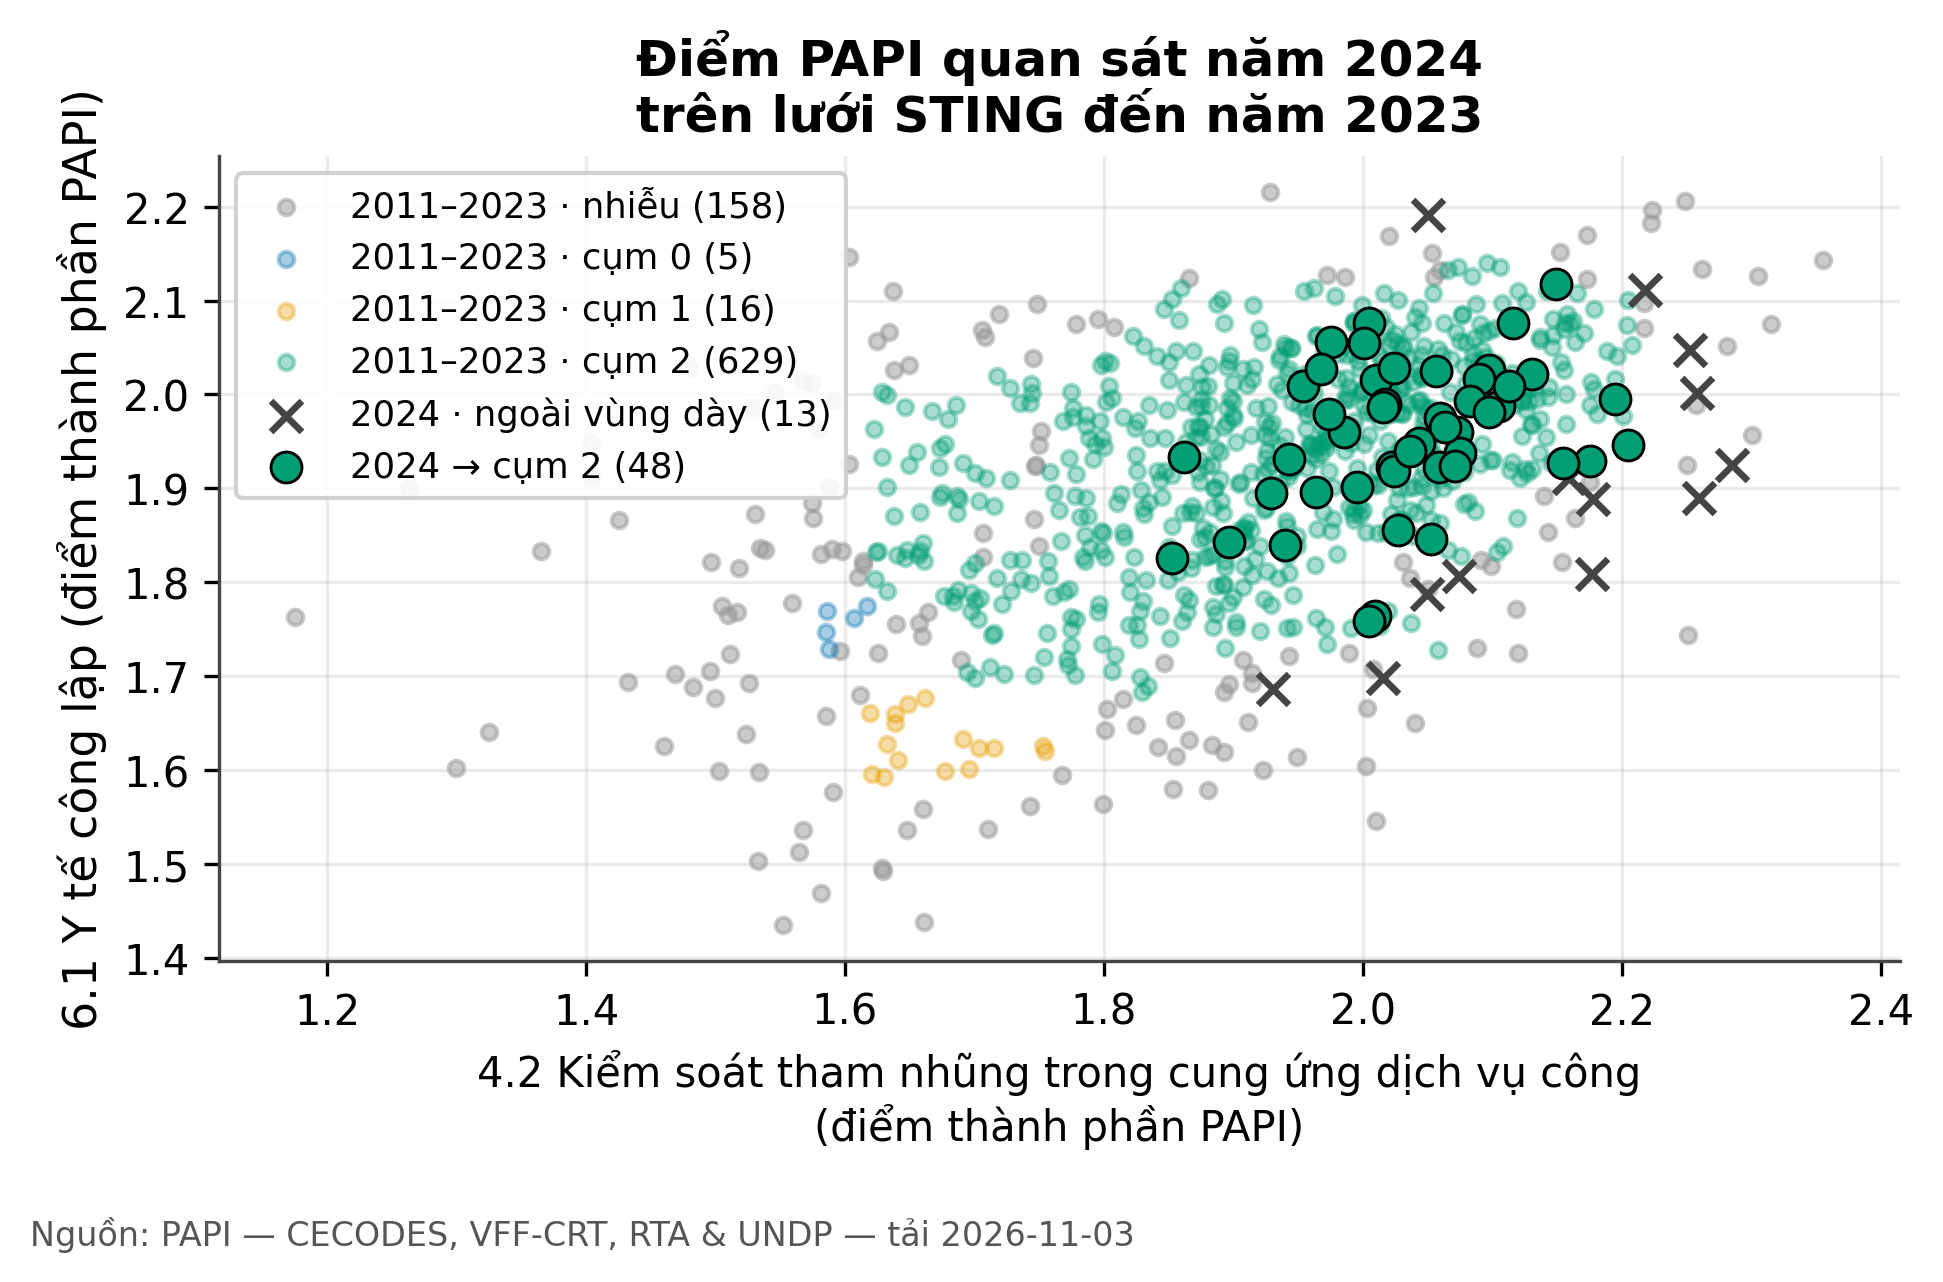 Điểm PAPI quan sát năm 2024
trên lưới STING đến năm 2023
6.1 Y tế công lập (điểm thành phần PAPI)
2.2
2.1
2.0
1.9
1.8
1.7
1.6
1.5
1.4
2011–2023 · nhiễu (158)
2011–2023 · cụm 0 (5)
2011–2023 · cụm 1 (16)
2011–2023 · cụm 2 (629)
2024 · ngoài vùng dày (13)
2024 → cụm 2 (48)
1.2 1.4 1.6 1.8 2.0 2.2 2.4
4.2 Kiểm soát tham nhũng trong cung ứng dịch vụ công
(điểm thành phần PAPI)
Nguồn: PAPI — CECODES, VFF-CRT, RTA & UNDP — tải 2026-11-03